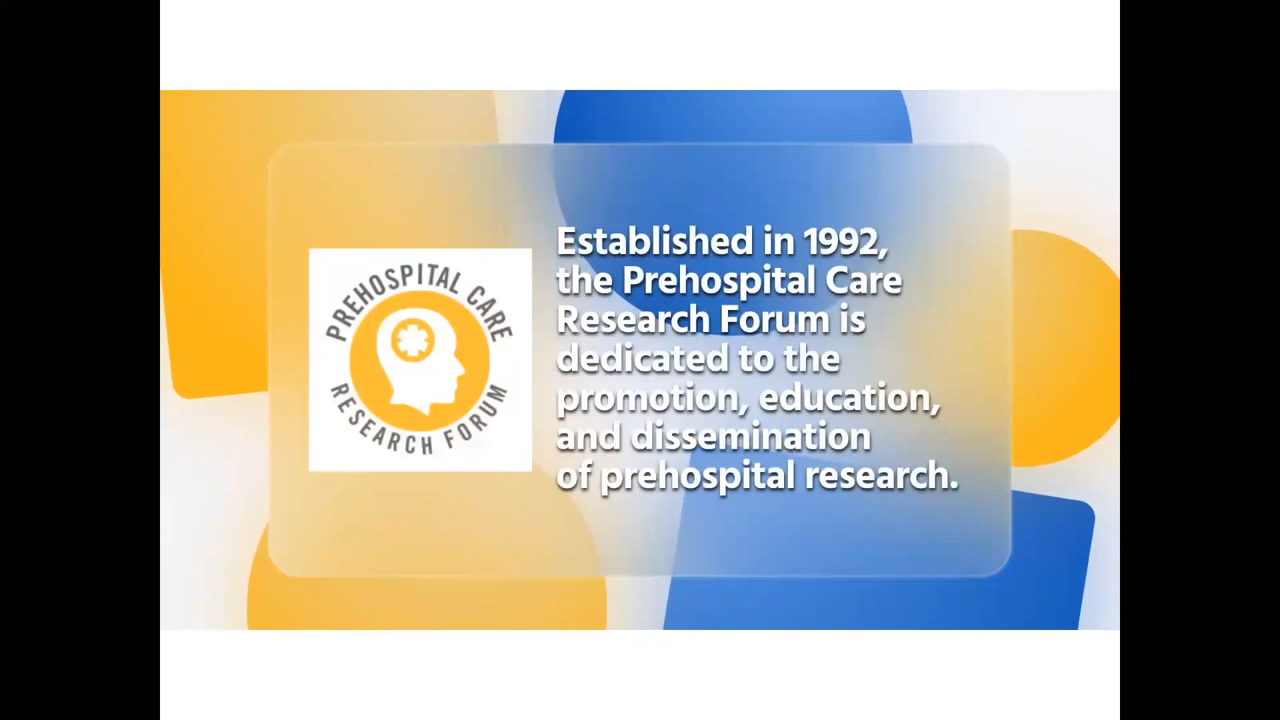 PREHOSPITAL CARE
RESEARCH FORUM
Established in 1992,
the Prehospital Care
Research Forum is
dedicated to the
promotion, education,
and dissemination
of prehospital research.